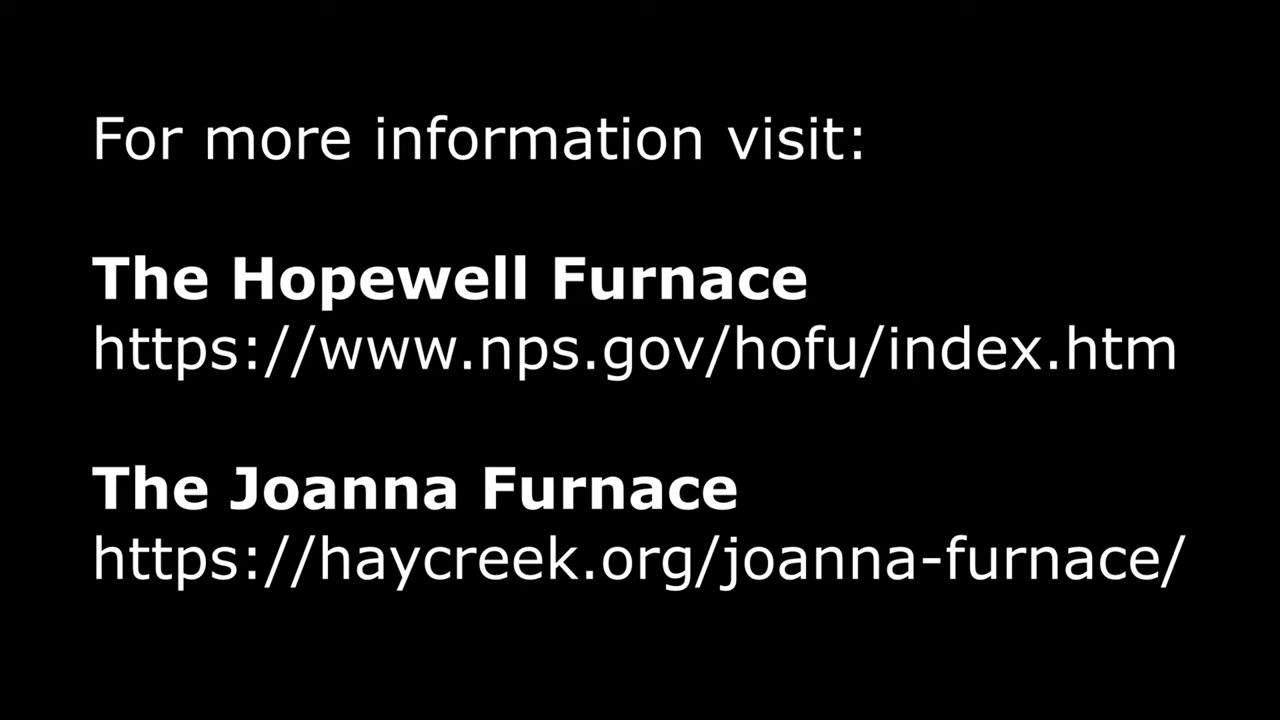 For more information visit:
The Hopewell Furnace
https://www.nps.gov/hofu/index.htm
The Joanna Furnace
https://haycreek.org/joanna-furnace/